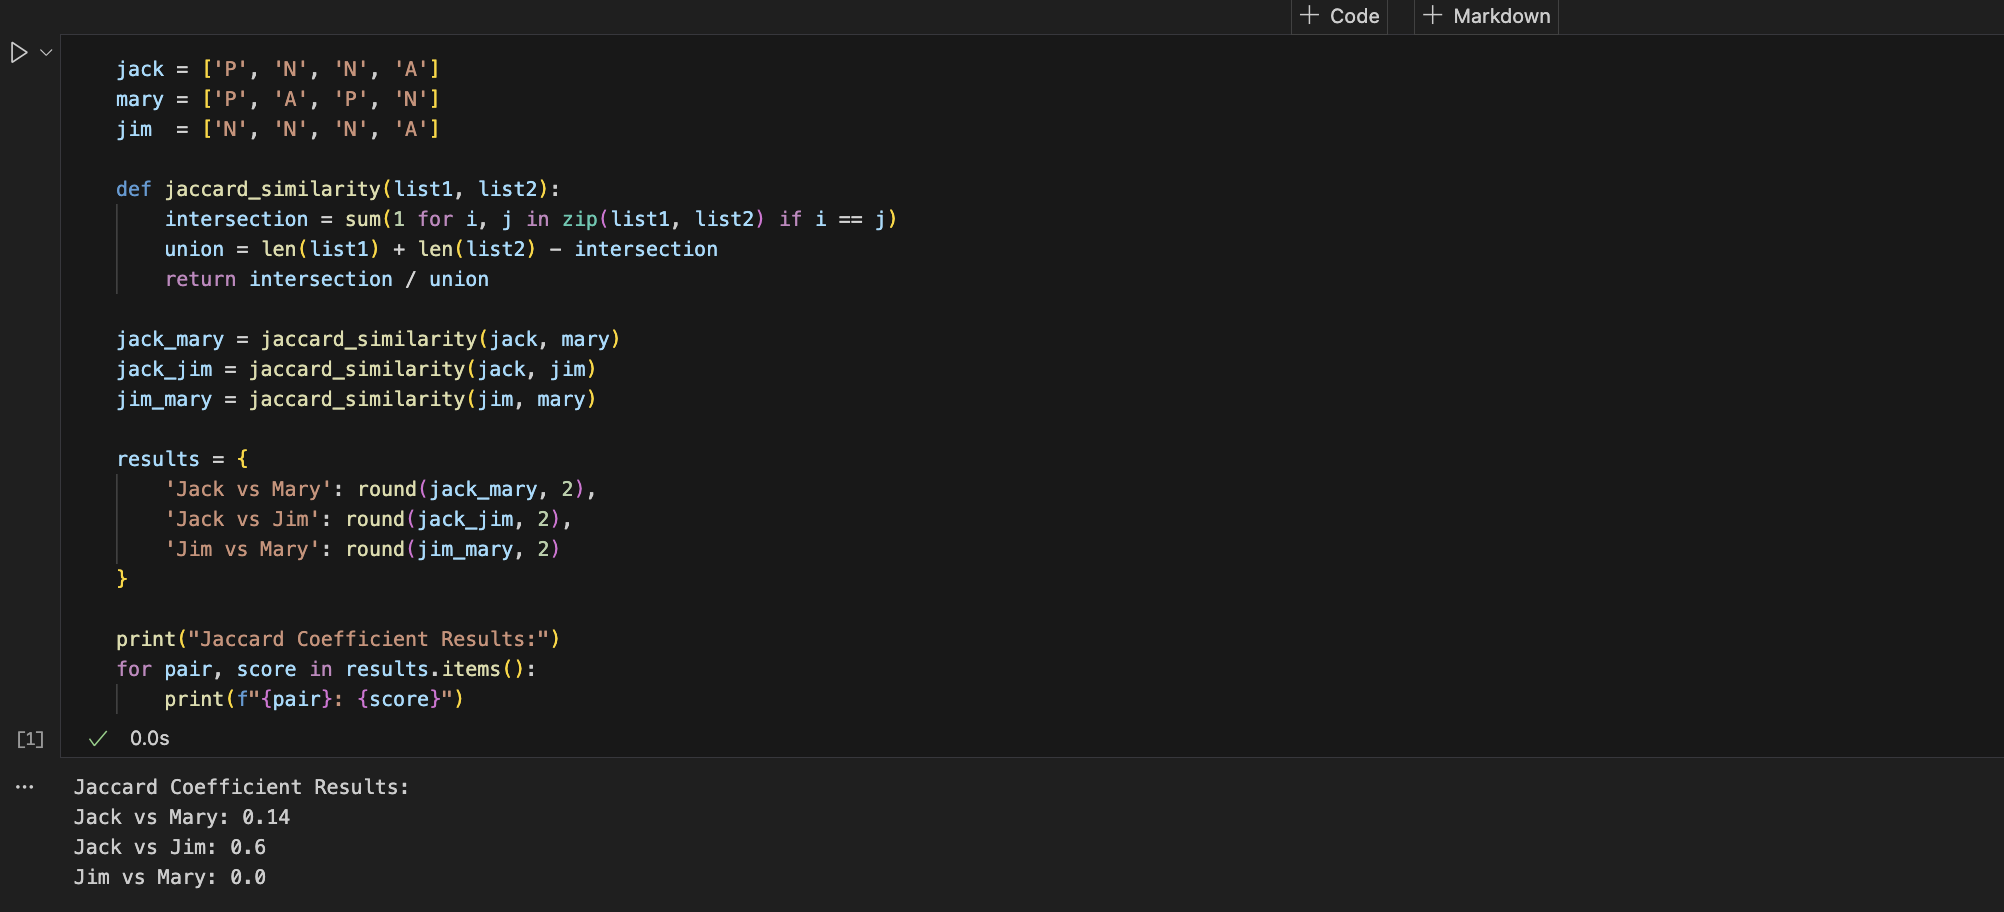 + Code + Markdown
jack = ['P', 'N', 'N', 'A']
mary = ['P', 'A', 'P', 'N']
jim  = ['N', 'N', 'N', 'A']
def jaccard_similarity(list1, list2):
    intersection = sum(1 for i, j in zip(list1, list2) if i == j)
    union = len(list1) + len(list2) - intersection
    return intersection / union
jack_mary = jaccard_similarity(jack, mary)
jack_jim = jaccard_similarity(jack, jim)
jim_mary = jaccard_similarity(jim, mary)
results = {
    'Jack vs Mary': round(jack_mary, 2),
    'Jack vs Jim': round(jack_jim, 2),
    'Jim vs Mary': round(jim_mary, 2)
}
print("Jaccard Coefficient Results:")
for pair, score in results.items():
    print(f"{pair}: {score}")
[1] ✓ 0.0s
... Jaccard Coefficient Results:
Jack vs Mary: 0.14
Jack vs Jim: 0.6
Jim vs Mary: 0.0